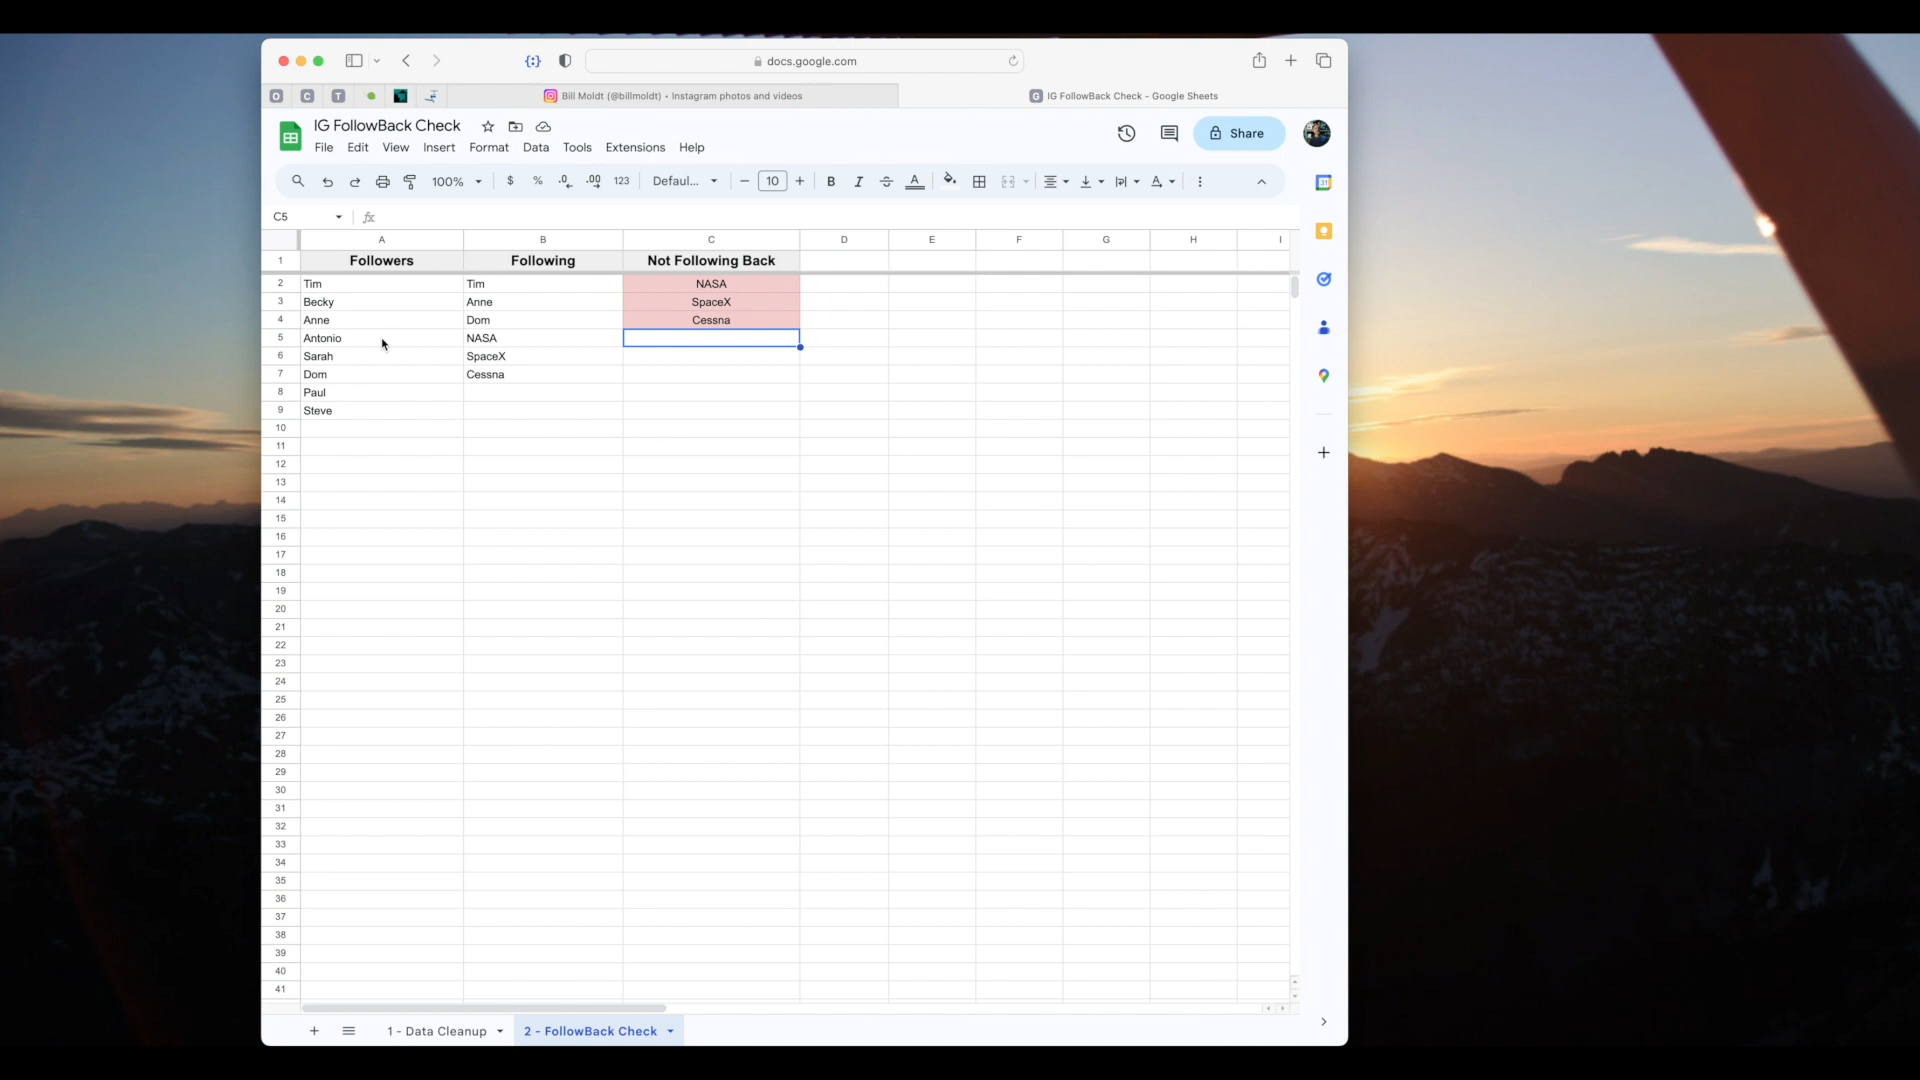 docs.google.com
O C T Bill Moldt (@billmoldt) • Instagram photos and videos G IG FollowBack Check - Google Sheets
IG FollowBack Check
File Edit View Insert Format Data Tools Extensions Help
Share
100% $ % .0 .00 123 Defaul... 10 B I A
31
C5 fx
A B C D E F G H I
1 Followers Following Not Following Back
2 Tim Tim NASA
3 Becky Anne SpaceX
4 Anne Dom Cessna
5 Antonio NASA
6 Sarah SpaceX
7 Dom Cessna
8 Paul
9 Steve
10
11
12
13
14
15
16
17
18
19
20
21
22
23
24
25
26
27
28
29
30
31
32
33
34
35
36
37
38
39
40
41
1 - Data Cleanup 2 - FollowBack Check